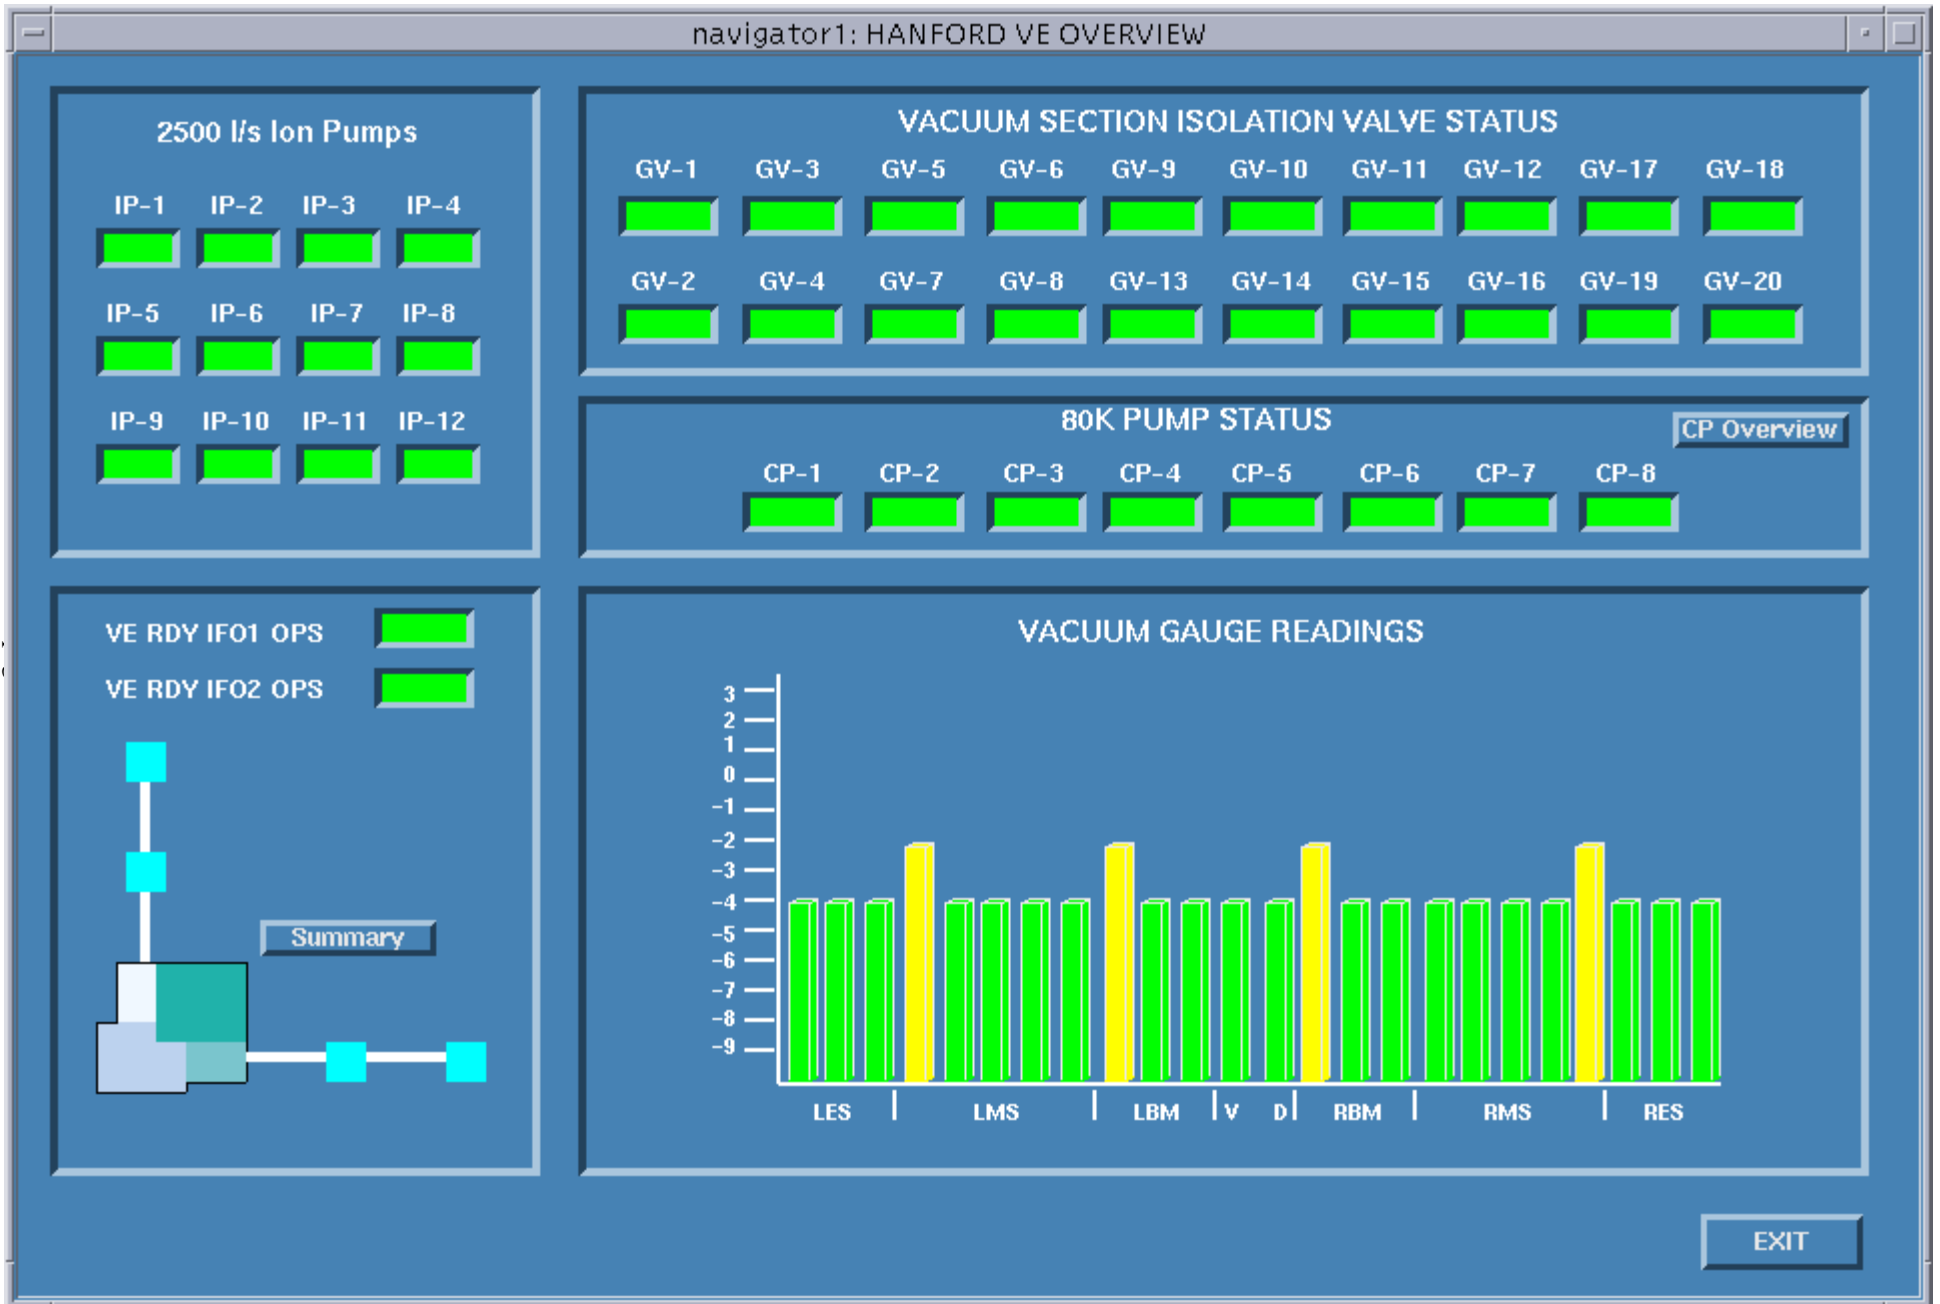 navigator1: HANFORD VE OVERVIEW
2500 l/s Ion Pumps
IP-1 IP-2 IP-3 IP-4
IP-5 IP-6 IP-7 IP-8
IP-9 IP-10 IP-11 IP-12
VACUUM SECTION ISOLATION VALVE STATUS
GV-1 GV-3 GV-5 GV-6 GV-9 GV-10 GV-11 GV-12 GV-17 GV-18
GV-2 GV-4 GV-7 GV-8 GV-13 GV-14 GV-15 GV-16 GV-19 GV-20
80K PUMP STATUS
CP Overview
CP-1 CP-2 CP-3 CP-4 CP-5 CP-6 CP-7 CP-8
VE RDY IFO1 OPS
VE RDY IFO2 OPS
Summary
VACUUM GAUGE READINGS
3
2
1
0
-1
-2
-3
-4
-5
-6
-7
-8
-9
LES LMS LBM V D RBM RMS RES
EXIT